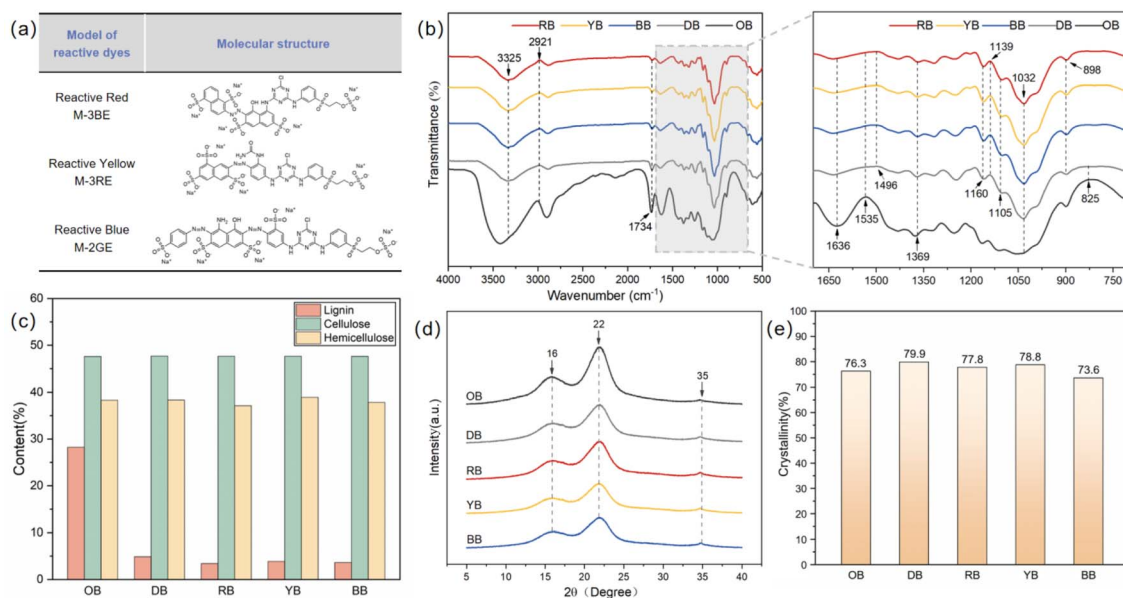 (a)
Model of reactive dyes
Molecular structure
Reactive Red
M-3BE
Reactive Yellow
M-3RE
Reactive Blue
M-2GE
(b)
RB YB BB DB OB
3325
2921
1734
Transmittance (%)
4000 3500 3000 2500 2000 1500 1000 500
Wavenumber (cm⁻¹)
RB YB BB DB OB
1139
1032
898
1496
1160
1105
825
1535
1636
1369
1650 1500 1350 1200 1050 900 750
(c)
Lignin
Cellulose
Hemicellulose
Content(%)
60
50
40
30
20
10
0
OB DB RB YB BB
(d)
22
16
35
OB
DB
RB
YB
BB
Intensity(a.u.)
5 10 15 20 25 30 35 40
2θ（Degree）
(e)
Crystallinity(%)
100
90
80
70
60
50
40
30
20
10
0
76.3 79.9 77.8 78.8 73.6
OB DB RB YB BB